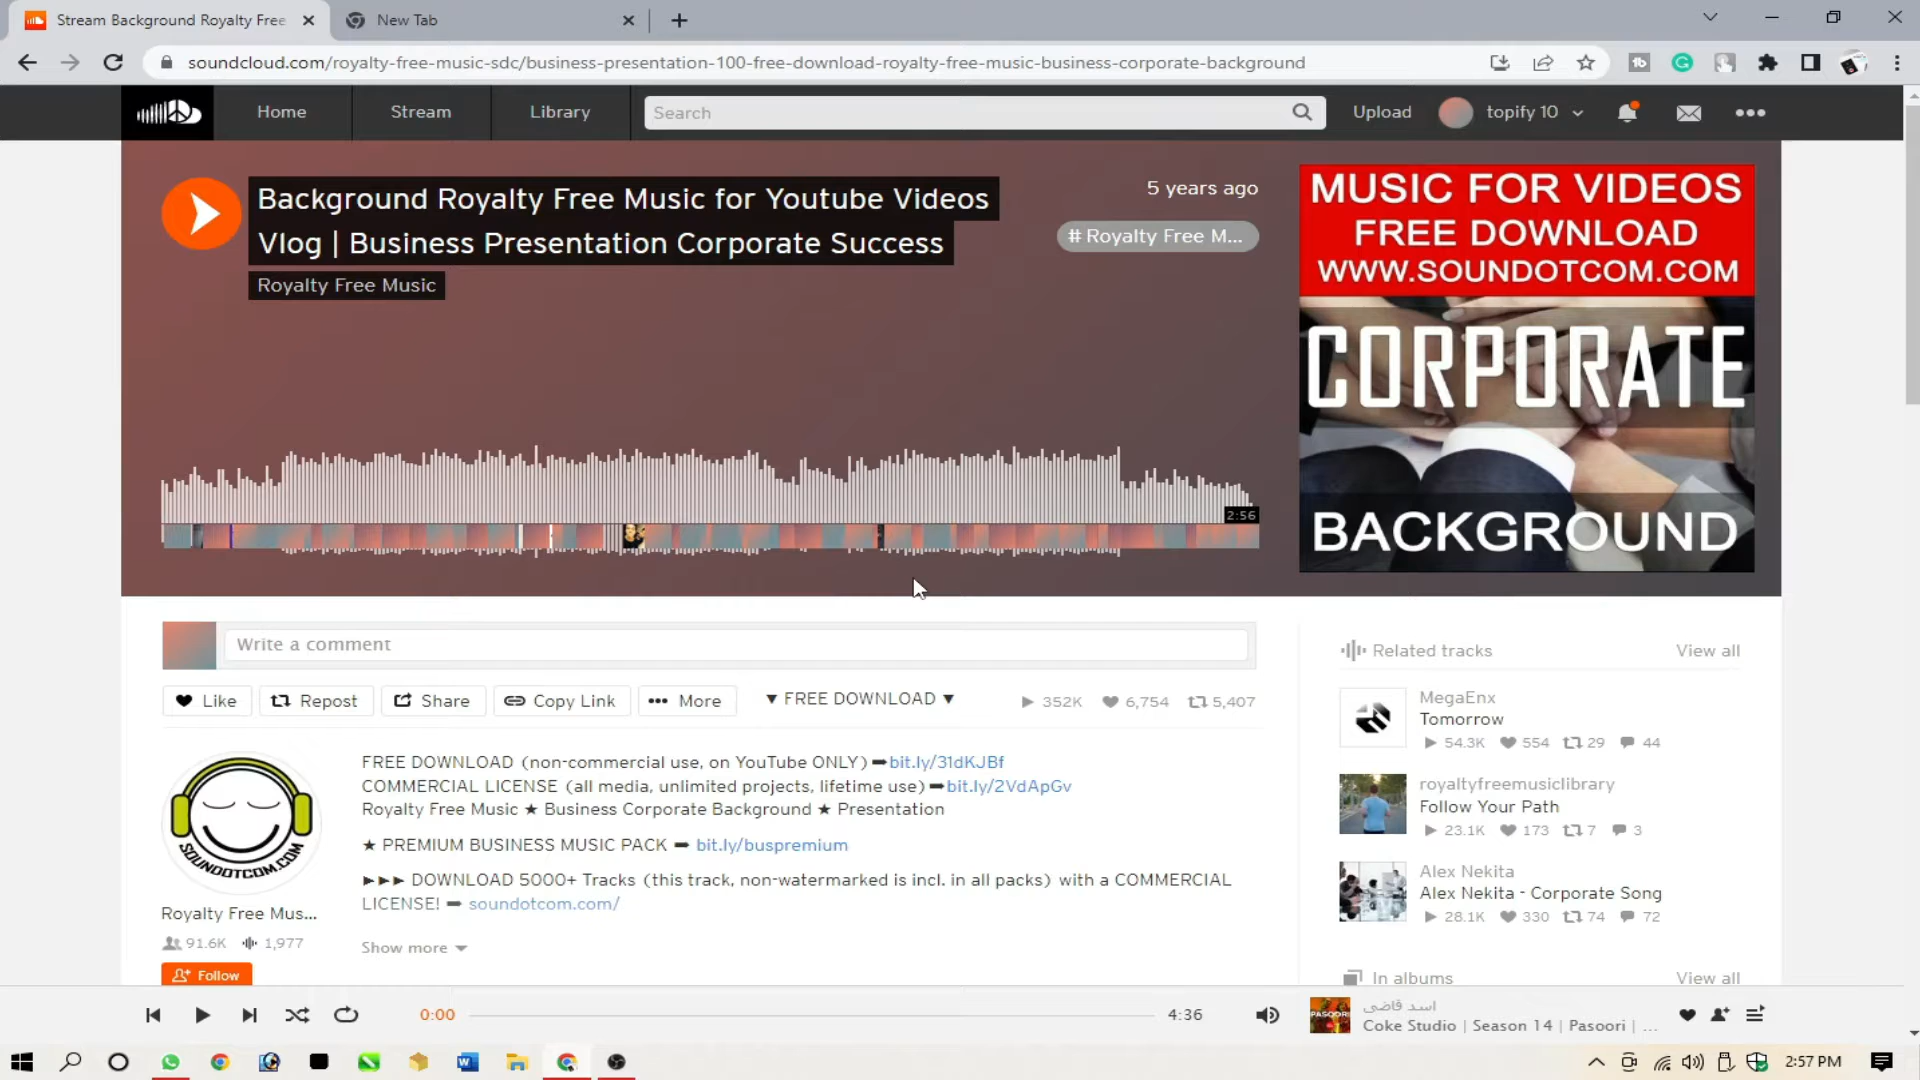 Stream Background Royalty Free
New Tab
soundcloud.com/royalty-free-music-sdc/business-presentation-100-free-download-royalty-free-music-business-corporate-background
Home
Stream
Library
Search
Upload
topify 10
Background Royalty Free Music for Youtube Videos
Vlog | Business Presentation Corporate Success
Royalty Free Music
5 years ago
# Royalty Free M...
MUSIC FOR VIDEOS
FREE DOWNLOAD
WWW.SOUNDOTCOM.COM
CORPORATE
BACKGROUND
2:56
Write a comment
Like
Repost
Share
Copy Link
More
▼ FREE DOWNLOAD ▼
352K
6,754
5,407
SOUNDOTCOM.COM
Royalty Free Mus...
91.6K
1,977
Follow
FREE DOWNLOAD (non-commercial use, on YouTube ONLY) ➡bit.ly/31dKJBf
COMMERCIAL LICENSE (all media, unlimited projects, lifetime use) ➡bit.ly/2VdApGv
Royalty Free Music ★ Business Corporate Background ★ Presentation
★ PREMIUM BUSINESS MUSIC PACK ➡ bit.ly/buspremium
►►► DOWNLOAD 5000+ Tracks (this track, non-watermarked is incl. in all packs) with a COMMERCIAL
LICENSE! ➡ soundotcom.com/
Show more
Related tracks
View all
MegaEnx
Tomorrow
54.3K 554 29 44
royaltyfreemusiclibrary
Follow Your Path
23.1K 173 7 3
Alex Nekita
Alex Nekita - Corporate Song
28.1K 330 74 72
In albums
View all
0:00
4:36
PASOORI
اسد قاضی
Coke Studio | Season 14 | Pasoori | ...
2:57 PM